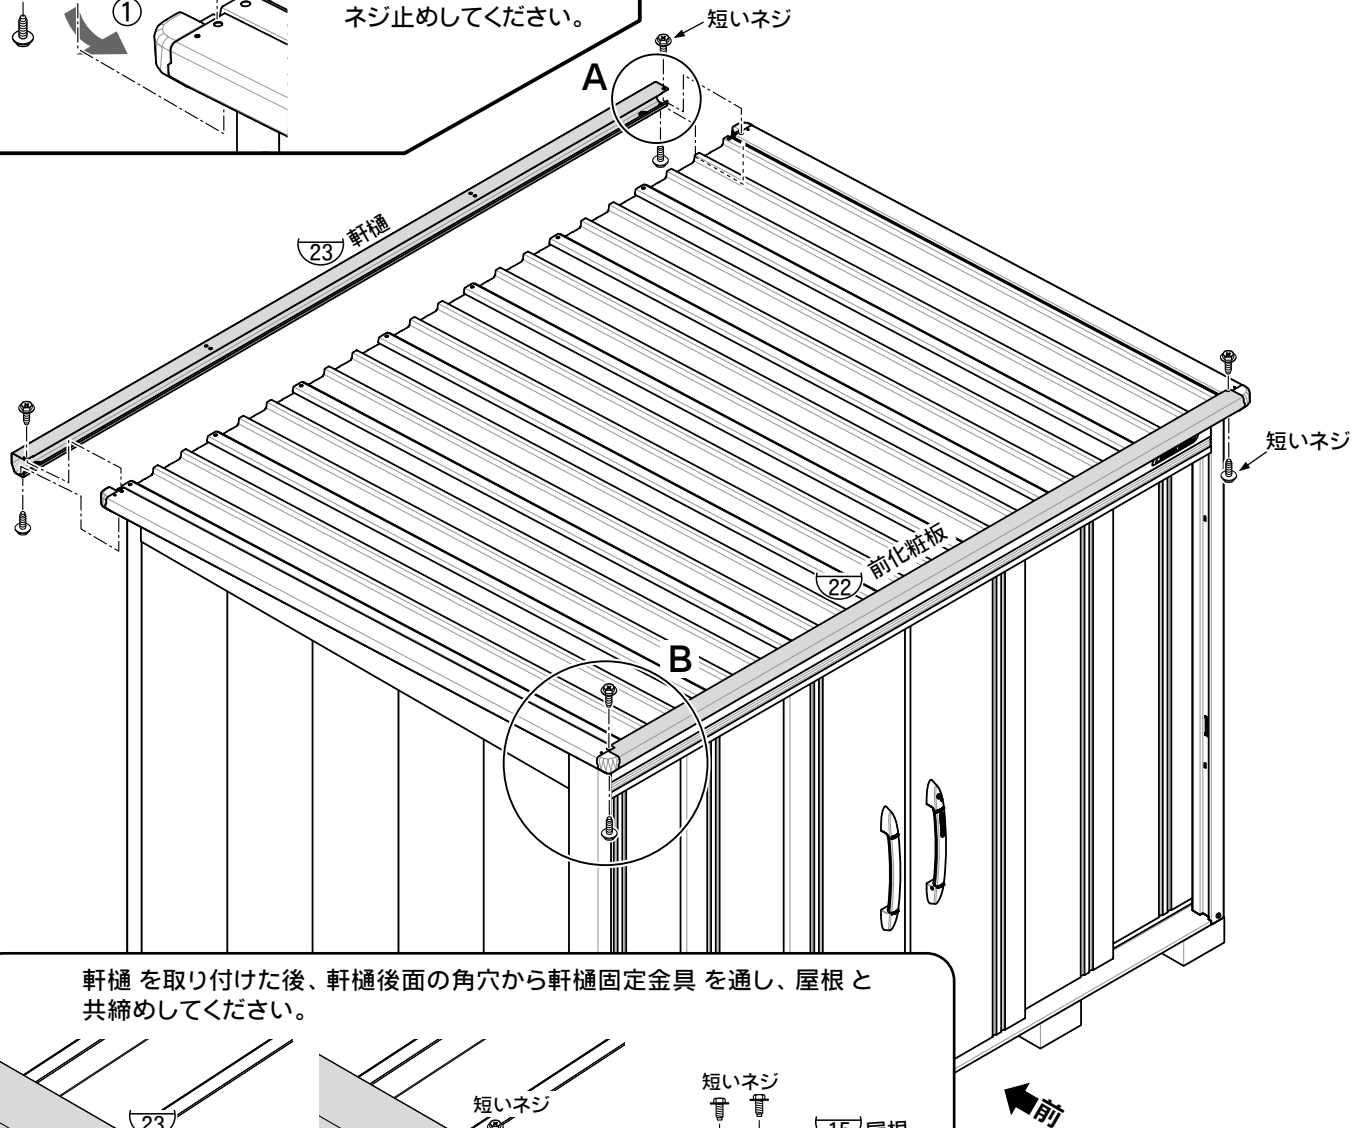 ①
ネジ止めしてください。
短いネジ
A
23 軒樋
短いネジ
22 前化粧板
B
軒樋 を取り付けた後、軒樋後面の角穴から軒樋固定金具 を通し、屋根 と
共締めしてください。
23
短いネジ
短いネジ
15 屋根
前